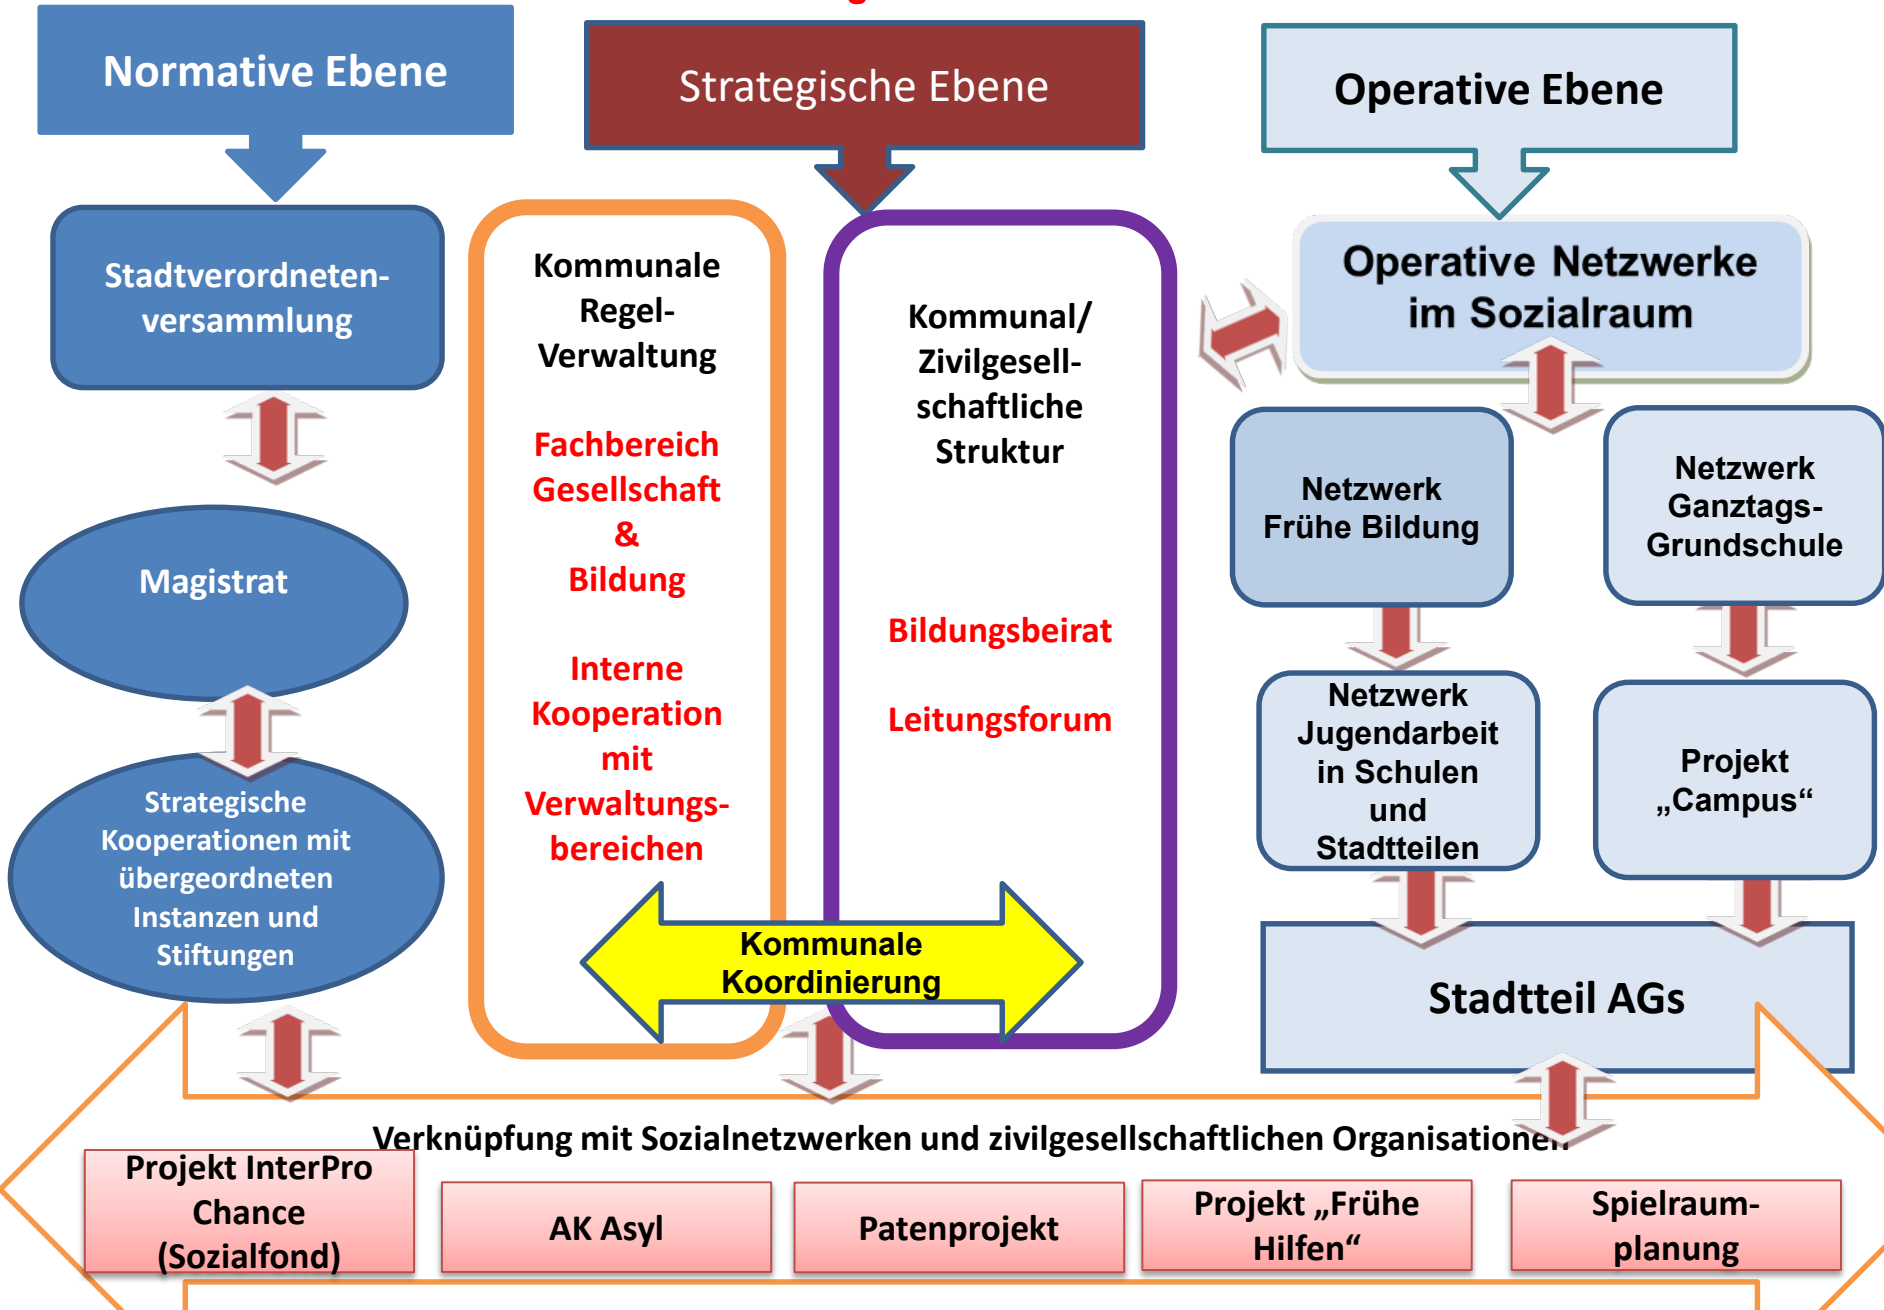 Normative Ebene
Strategische Ebene
Operative Ebene
Stadtverordneten-
versammlung
Magistrat
Strategische
Kooperationen mit
übergeordneten
Instanzen und
Stiftungen
Kommunale
Regel-
Verwaltung
Fachbereich
Gesellschaft
&
Bildung
Interne
Kooperation
mit
Verwaltungs-
bereichen
Kommunal/
Zivilgesell-
schaftliche
Struktur
Bildungsbeirat
Leitungsforum
Kommunale
Koordinierung
Operative Netzwerke
im Sozialraum
Netzwerk
Frühe Bildung
Netzwerk
Ganztags-
Grundschule
Netzwerk
Jugendarbeit
in Schulen
und
Stadtteilen
Projekt
„Campus“
Stadtteil AGs
Verknüpfung mit Sozialnetzwerken und zivilgesellschaftlichen Organisationen
Projekt InterPro
Chance
(Sozialfond)
AK Asyl
Patenprojekt
Projekt „Frühe
Hilfen“
Spielraum-
planung